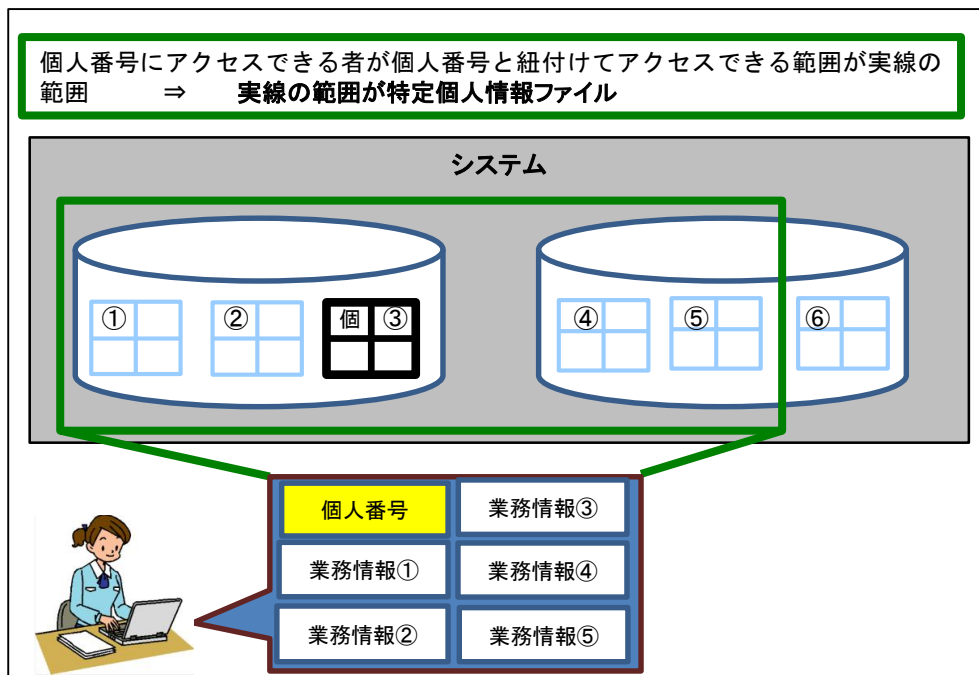 個人番号にアクセスできる者が個人番号と紐付けてアクセスできる範囲が実線の
範囲　　　⇒　　実線の範囲が特定個人情報ファイル
システム
①
②
個 ③
④
⑤
⑥
個人番号
業務情報③
業務情報①
業務情報④
業務情報②
業務情報⑤